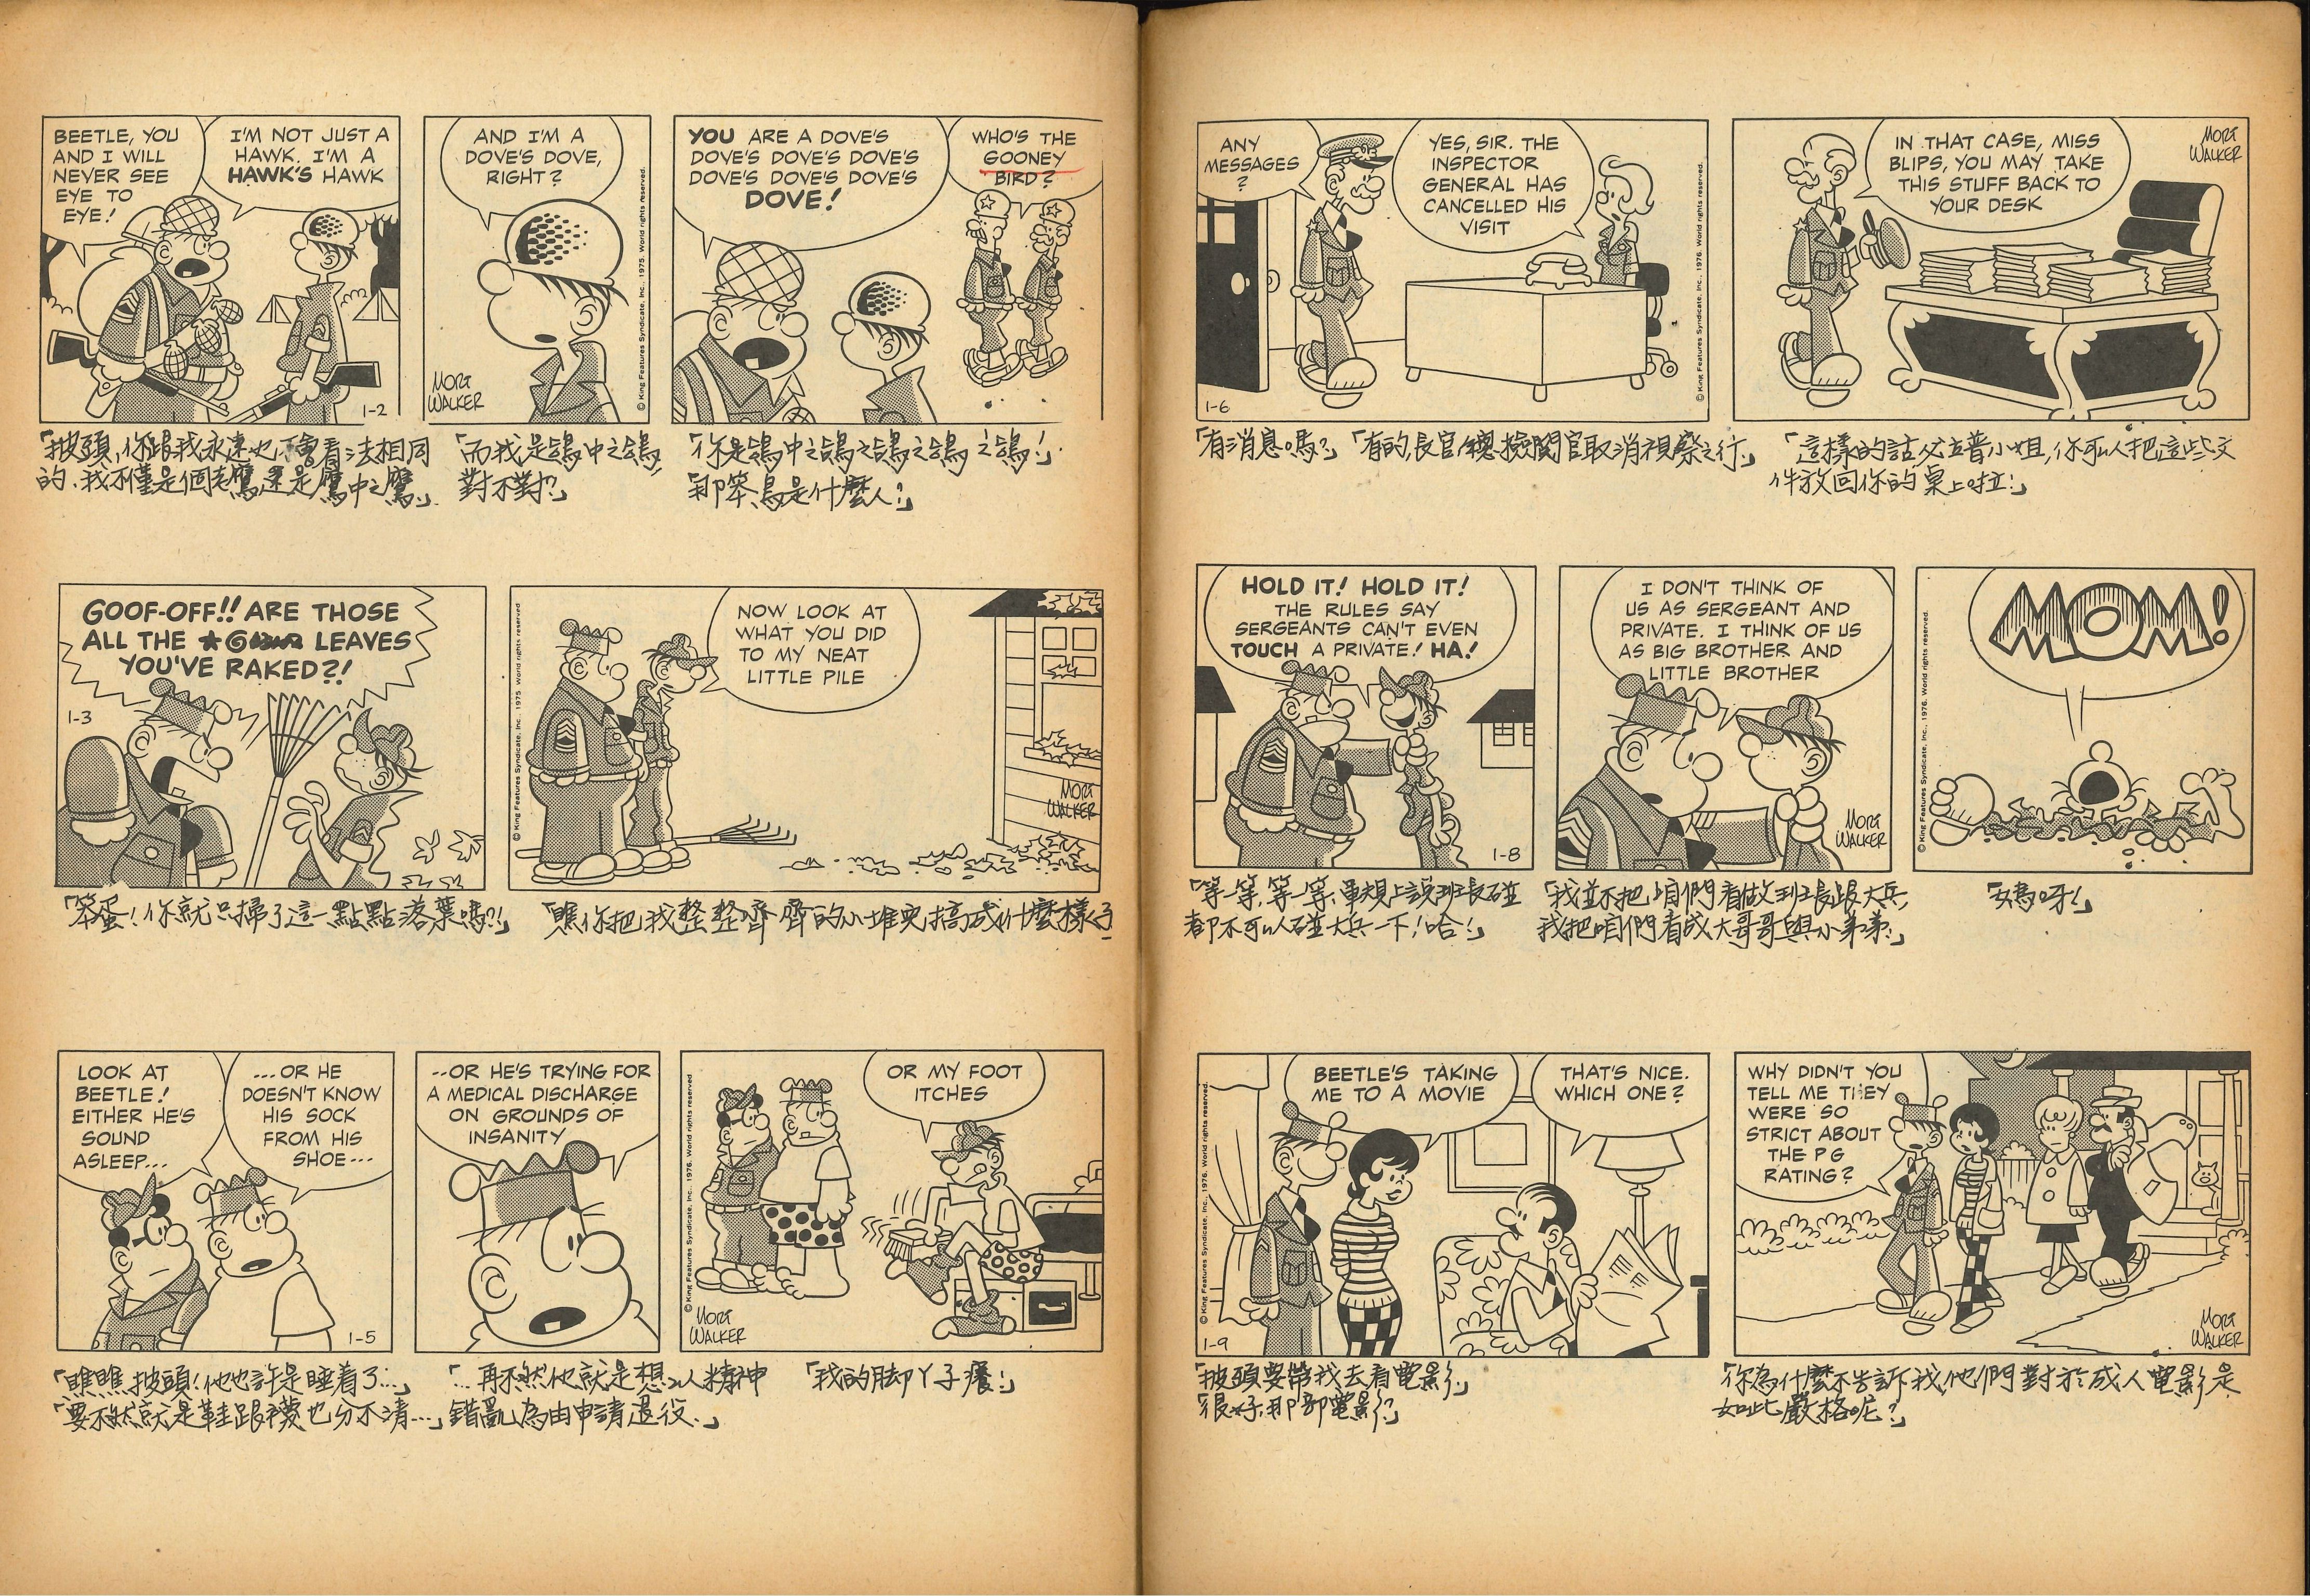 BEETLE, YOU
AND I WILL
NEVER SEE
EYE TO
EYE!
I'M NOT JUST A
HAWK. I'M A
HAWK'S HAWK
1-2
AND I'M A
DOVE'S DOVE,
RIGHT?
MORT
WALKER
© King Features Syndicate, Inc., 1975. World rights reserved.
YOU ARE A DOVE'S
DOVE'S DOVE'S DOVE'S
DOVE'S DOVE'S DOVE'S
DOVE!
WHO'S THE
GOONEY
BIRD?
「披頭,你跟我永遠也不會看法相同
的.我不僅是個老鷹,還是鷹中之鷹.」
「而我是鴿中之鴿,
對不對?」
「你是鴿中之鴿之鴿之鴿之鴿!」
「那笨鳥是什麼人?」
GOOF-OFF!! ARE THOSE
ALL THE LEAVES
YOU'VE RAKED?!
1-3
© King Features Syndicate, Inc., 1975 World rights reserved
NOW LOOK AT
WHAT YOU DID
TO MY NEAT
LITTLE PILE
MORT
WALKER
「笨蛋!你就只掃了這一點點落葉嗎?!」
「瞧你把我整整齊齊的小堆突搞成什麼樣了
LOOK AT
BEETLE!
EITHER HE'S
SOUND
ASLEEP...
...OR HE
DOESN'T KNOW
HIS SOCK
FROM HIS
SHOE---
1-5
--OR HE'S TRYING FOR
A MEDICAL DISCHARGE
ON GROUNDS OF
INSANITY
© King Features Syndicate, Inc., 1976. World rights reserved
OR MY FOOT
ITCHES
MORT
WALKER
「瞧瞧披頭!他也許是睡着了...」
「要不然就是鞋跟襪也分不清...」
「...再不然他就是想以精神
錯亂為由申請退役.」
「我的脚丫子癢!」
ANY
MESSAGES
?
YES, SIR. THE
INSPECTOR
GENERAL HAS
CANCELLED HIS
VISIT
1-6
© King Features Syndicate, Inc., 1976. World rights reserved.
IN THAT CASE, MISS
BLIPS, YOU MAY TAKE
THIS STUFF BACK TO
YOUR DESK
MORT
WALKER
「有消息嗎?」「有的,長官,總檢閱官取消視察之行.」
「這樣的話,必立普小姐,你可以把這些文
件放回你的桌上啦!」
HOLD IT! HOLD IT!
THE RULES SAY
SERGEANTS CAN'T EVEN
TOUCH A PRIVATE! HA!
1-8
I DON'T THINK OF
US AS SERGEANT AND
PRIVATE. I THINK OF US
AS BIG BROTHER AND
LITTLE BROTHER
MORT
WALKER
© King Features Syndicate, Inc., 1976. World rights reserved.
MOM!
「等一等,等一等,軍規上說班長碰
都不可以碰大兵一下!哈!」
「我並不把咱們看做班長跟大兵,
我把咱們看成大哥哥與小弟弟.」
「媽呀!」
© King Features Syndicate, Inc., 1976. World rights reserved.
BEETLE'S TAKING
ME TO A MOVIE
THAT'S NICE.
WHICH ONE?
1-9
WHY DIDN'T YOU
TELL ME THEY
WERE SO
STRICT ABOUT
THE PG
RATING?
MORT
WALKER
「披頭要帶我去看電影.」
「很好,那部電影?」
「你為什麼不告訴我,他們對於成人電影是
如此嚴格呢?」